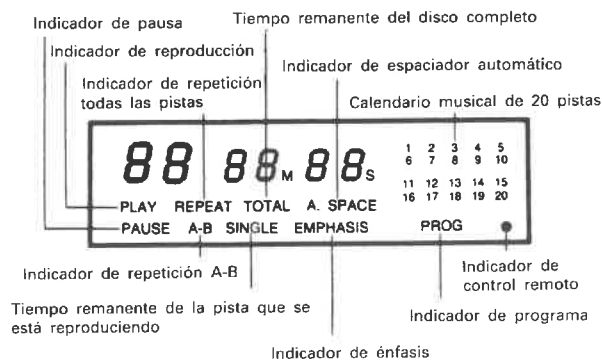 Indicador de pausa
Tiempo remanente del disco completo
Indicador de reproducción
Indicador de espaciador automático
Indicador de repetición
todas las pistas
Calendario musical de 20 pistas
88 88M 88S
1 2 3 4 5
6 7 8 9 10
11 12 13 14 15
16 17 18 19 20
PLAY REPEAT TOTAL A. SPACE
PAUSE A-B SINGLE EMPHASIS PROG
Indicador de repetición A-B
Indicador de
control remoto
Tiempo remanente de la pista que se
está reproduciendo
Indicador de programa
Indicador de énfasis